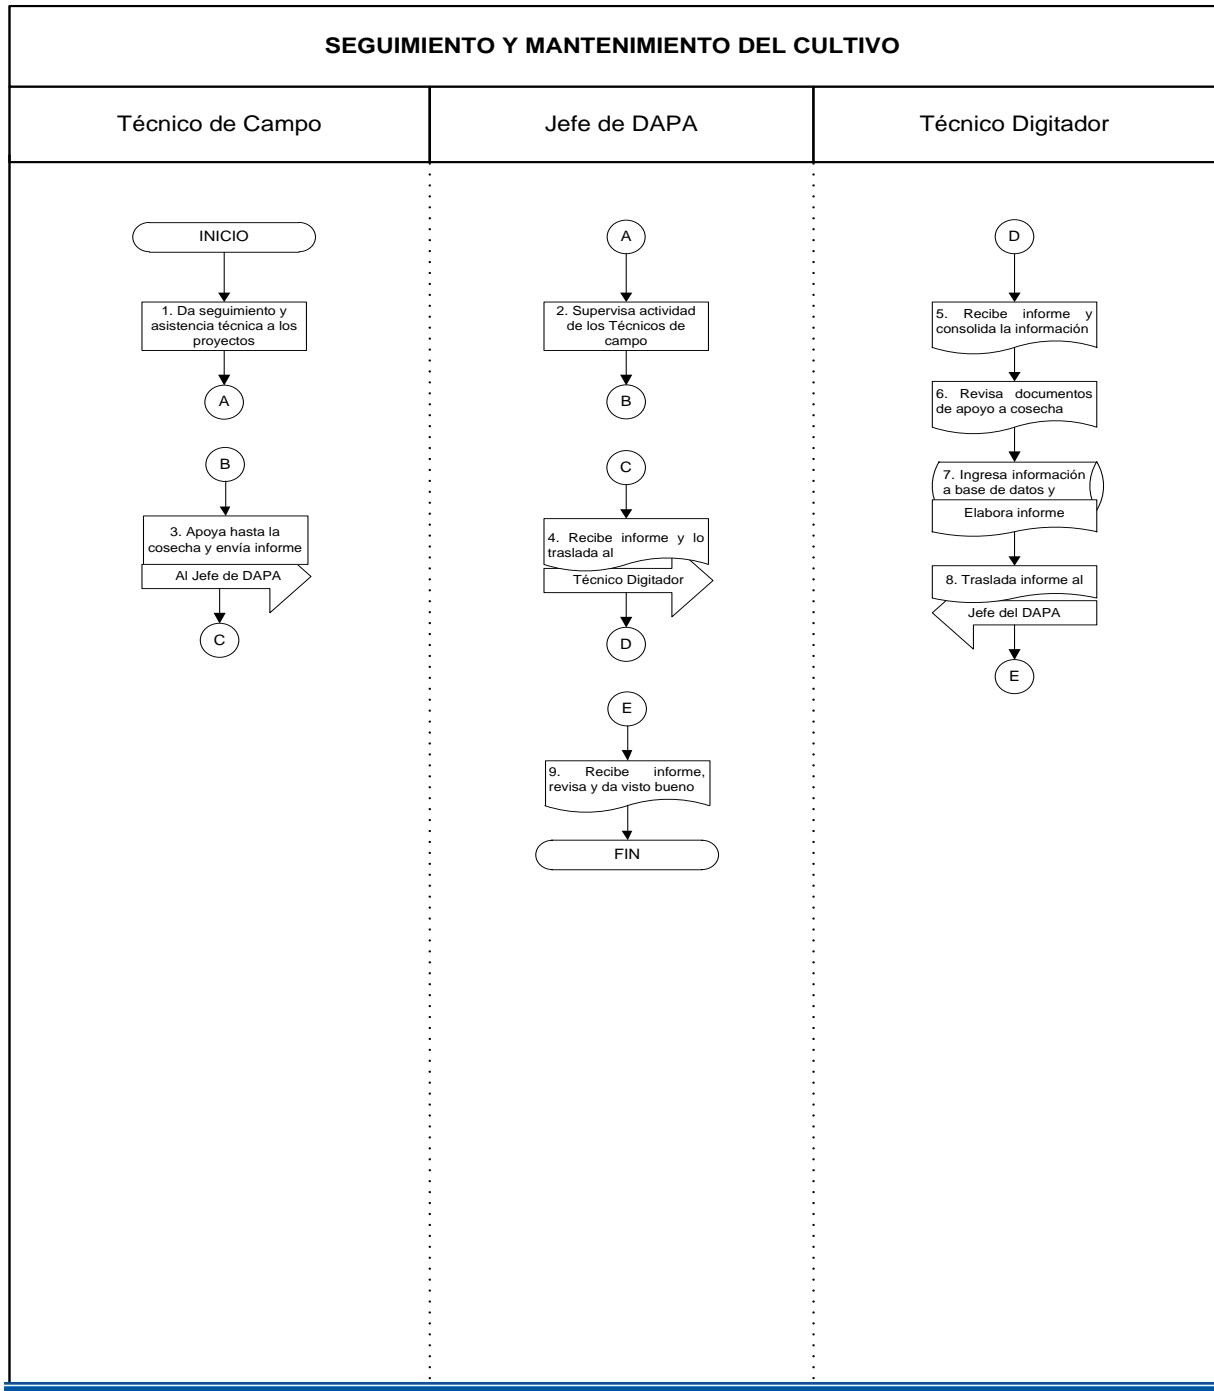 SEGUIMIENTO Y MANTENIMIENTO DEL CULTIVO
Técnico de Campo
Jefe de DAPA
Técnico Digitador
INICIO
1. Da seguimiento y
asistencia técnica a los
proyectos
A
B
3. Apoya hasta la
cosecha y envía informe
Al Jefe de DAPA
C
A
2. Supervisa actividad
de los Técnicos de
campo
B
C
4. Recibe informe y lo
traslada al
Técnico Digitador
D
E
9. Recibe informe,
revisa y da visto bueno
FIN
D
5. Recibe informe y
consolida la información
6. Revisa documentos
de apoyo a cosecha
7. Ingresa información
a base de datos y
Elabora informe
8. Traslada informe al
Jefe del DAPA
E